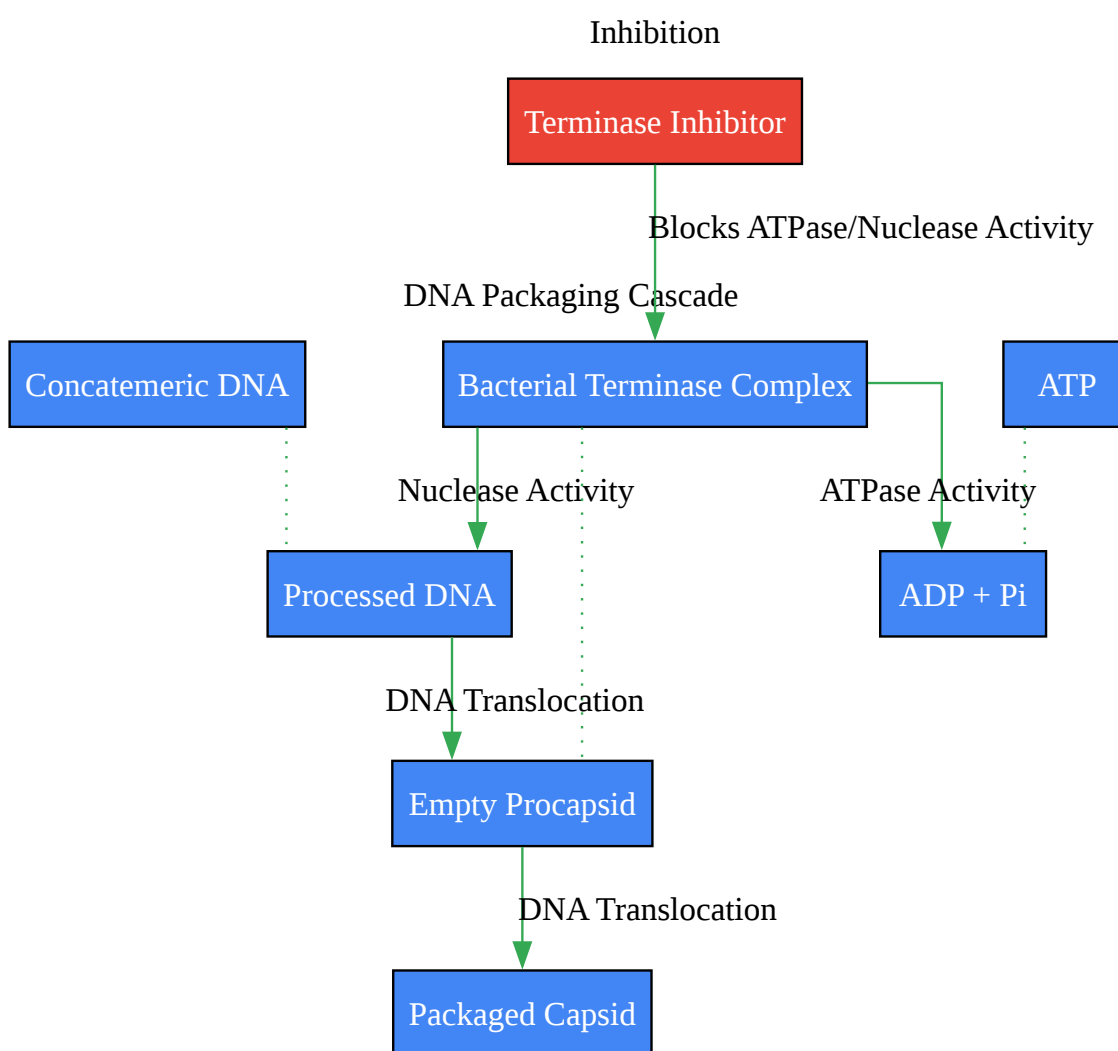 Inhibition
Terminase Inhibitor
Blocks ATPase/Nuclease Activity
DNA Packaging Cascade
Concatemeric DNA
Bacterial Terminase Complex
ATP
Nuclease Activity
ATPase Activity
Processed DNA
ADP + Pi
DNA Translocation
Empty Procapsid
DNA Translocation
Packaged Capsid